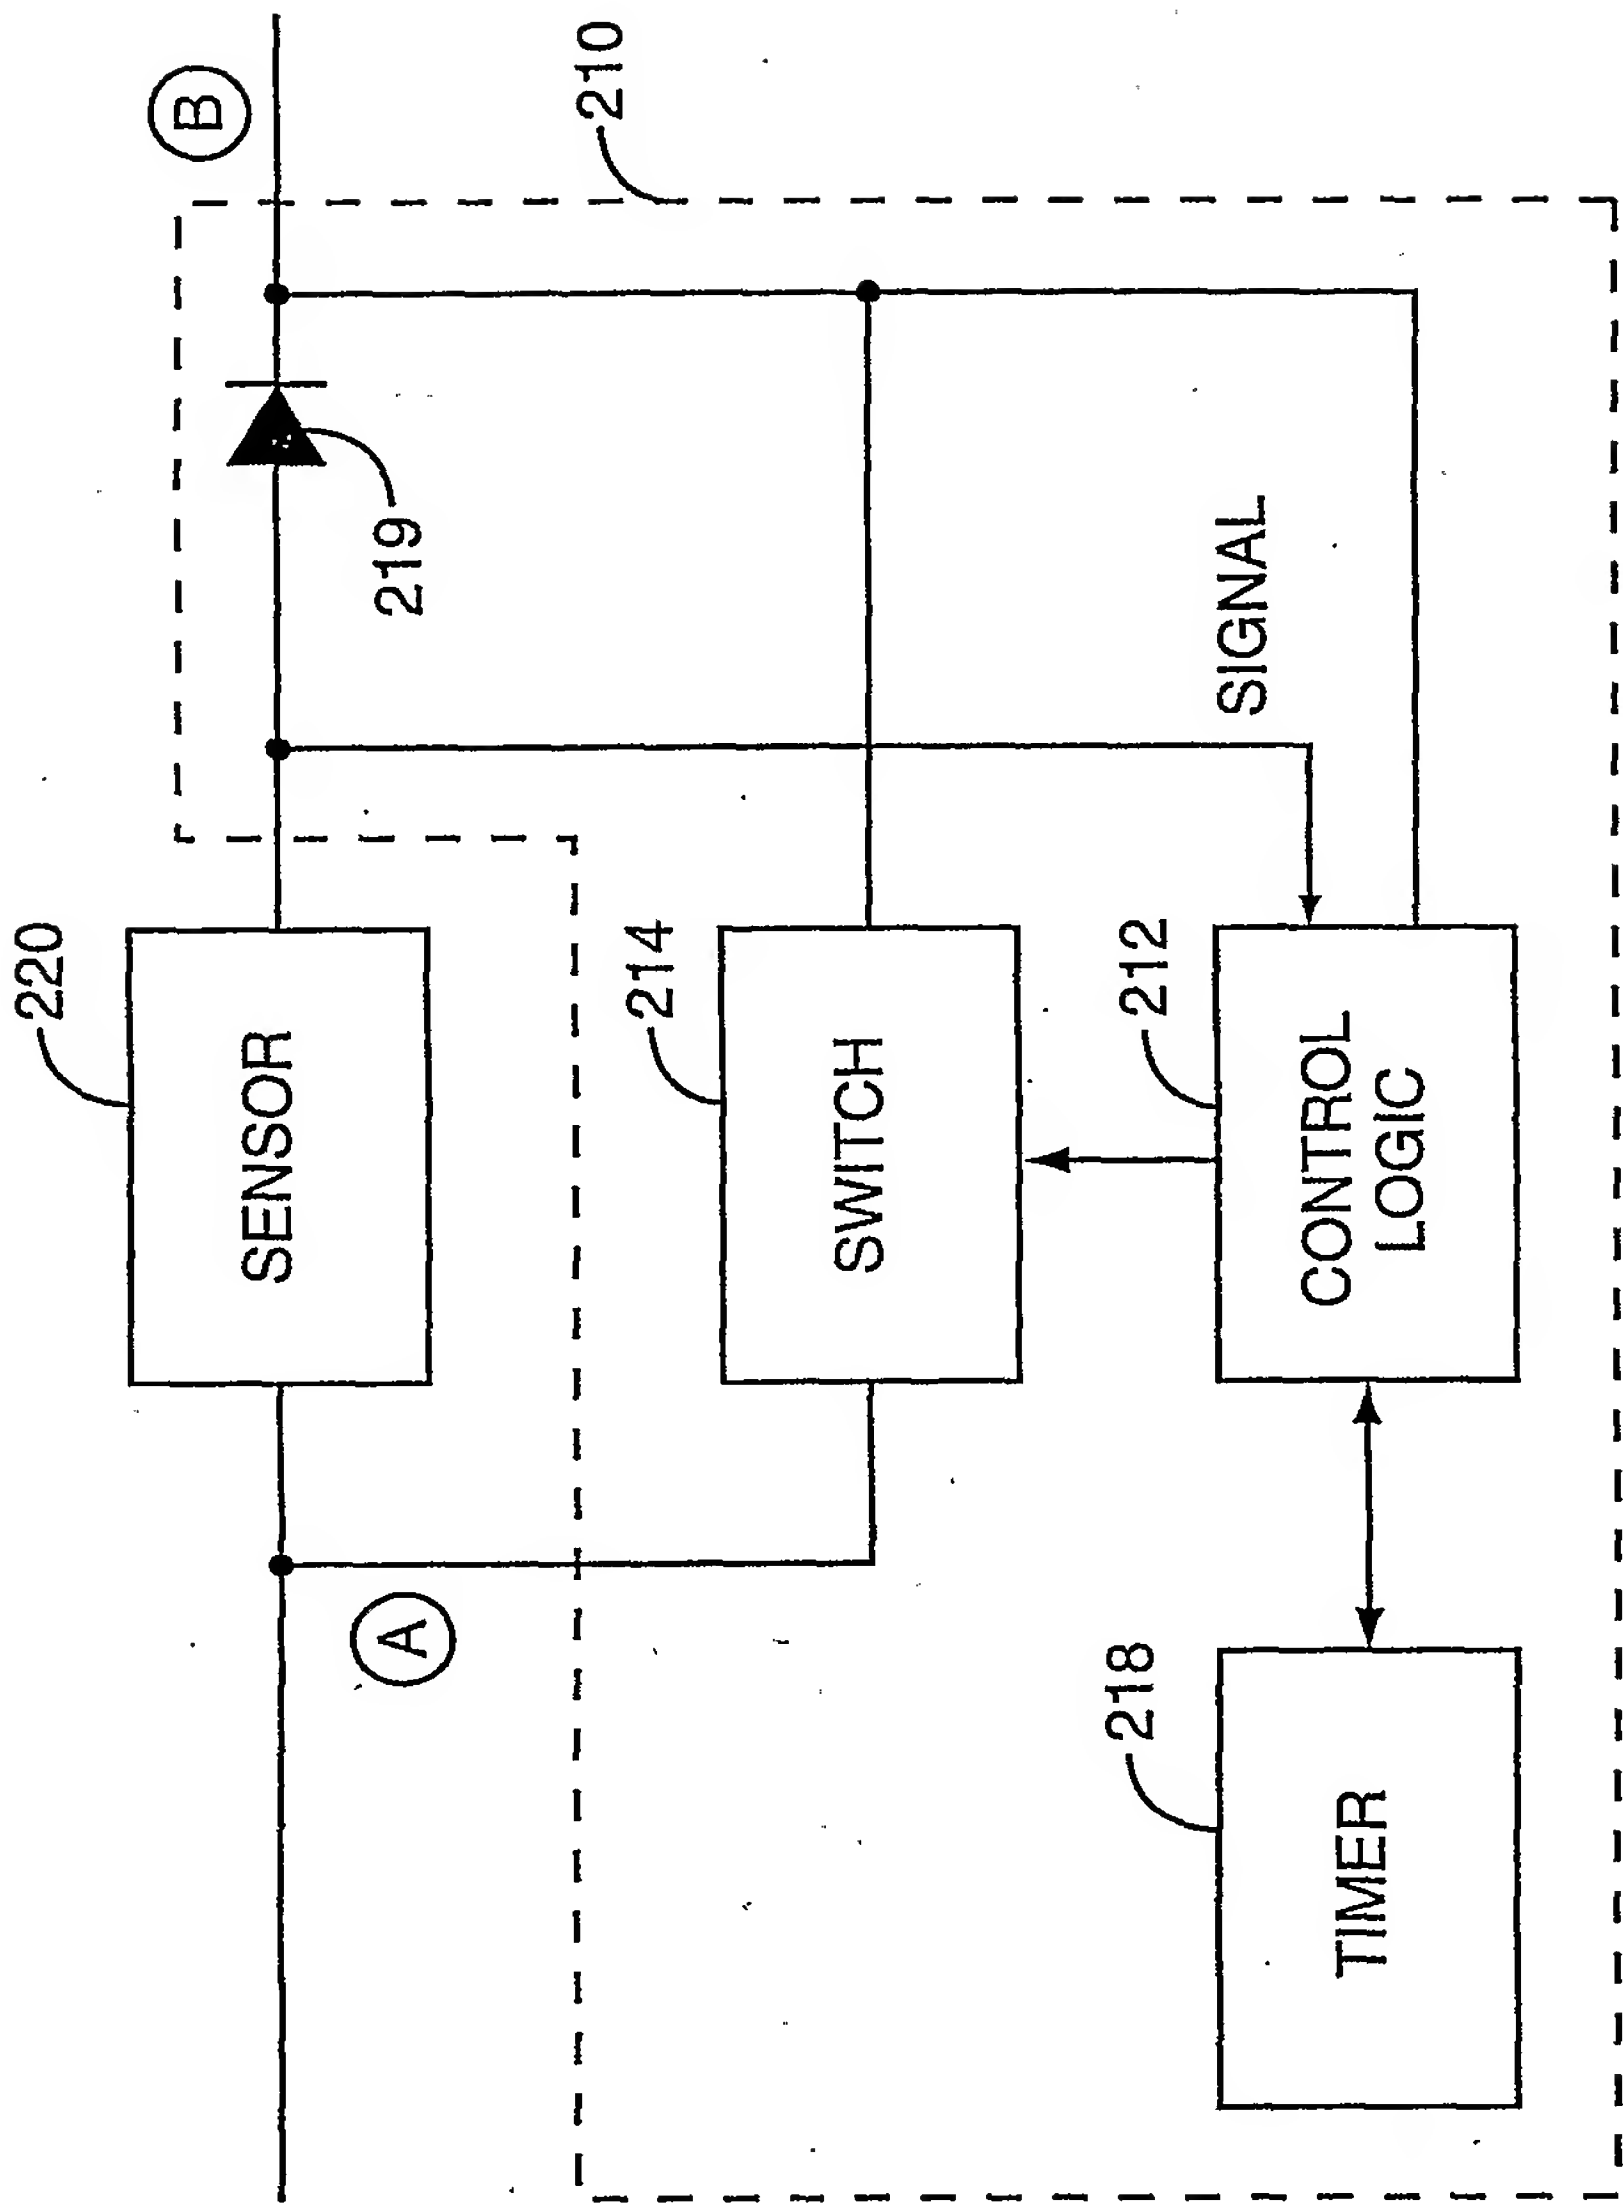 220
SENSOR
B
A
219
210
214
SWITCH
SIGNAL
218
TIMER
212
CONTROL
LOGIC